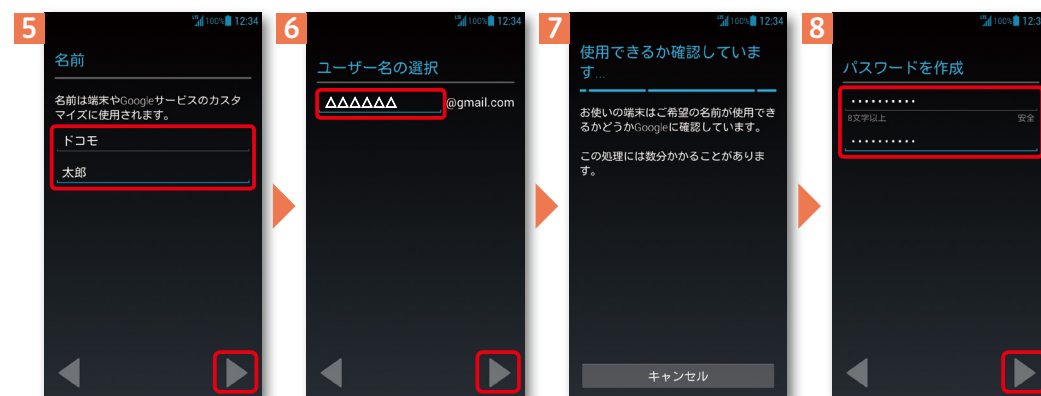 5
100% 12:34
名前
名前は端末やGoogleサービスのカスタ
マイズに使用されます。
ドコモ
太郎
6
100% 12:34
ユーザー名の選択
△△△△△△ @gmail.com
7
100% 12:34
使用できるか確認していま
す...
お使いの端末はご希望の名前が使用でき
るかどうかGoogleに確認しています。
この処理には数分かかることがありま
す。
キャンセル
8
100% 12:3
パスワードを作成
••••••••••
8文字以上 安全
••••••••••